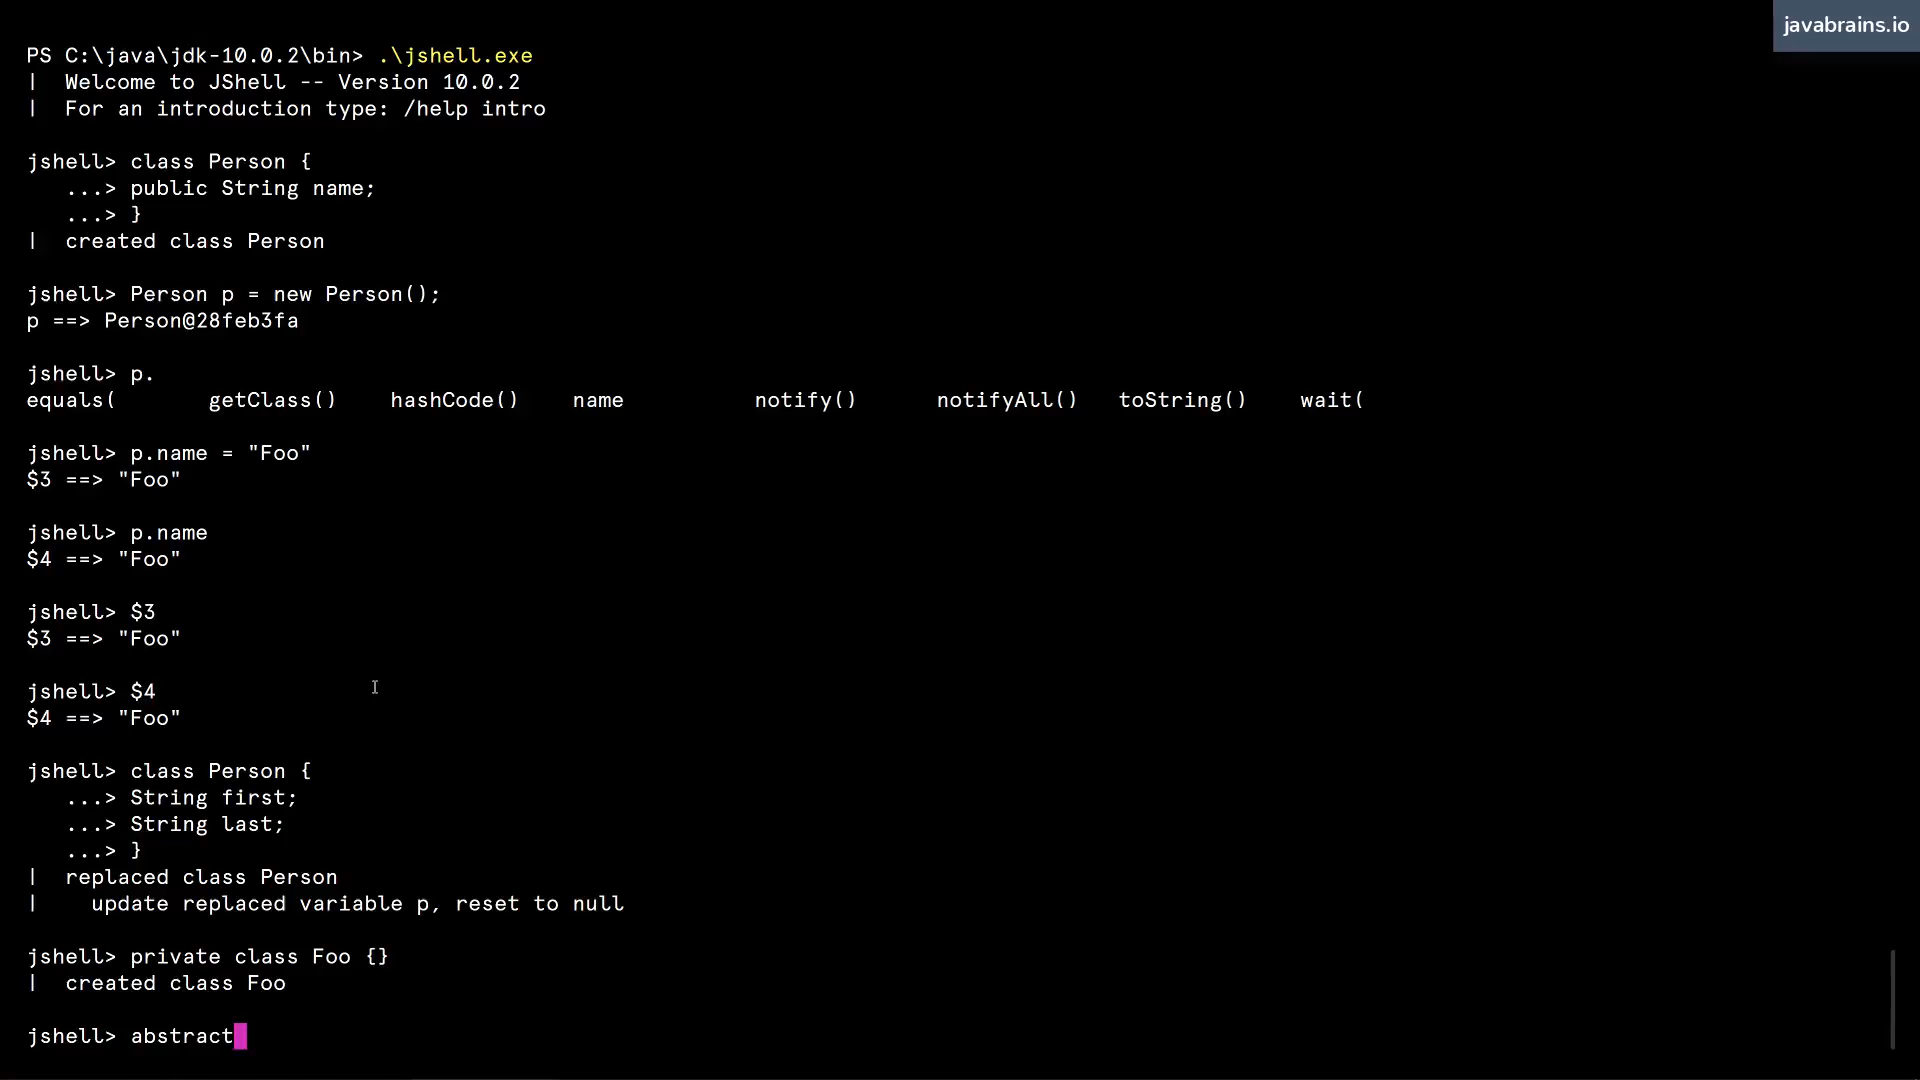 javabrains.io
PS C:\java\jdk-10.0.2\bin> .\jshell.exe
|  Welcome to JShell -- Version 10.0.2
|  For an introduction type: /help intro
jshell> class Person {
   ...> public String name;
   ...> }
|  created class Person
jshell> Person p = new Person();
p ==> Person@28feb3fa
jshell> p.
equals(       getClass()    hashCode()    name          notify()      notifyAll()   toString()    wait(
jshell> p.name = "Foo"
$3 ==> "Foo"
jshell> p.name
$4 ==> "Foo"
jshell> $3
$3 ==> "Foo"
jshell> $4
$4 ==> "Foo"
jshell> class Person {
   ...> String first;
   ...> String last;
   ...> }
|  replaced class Person
|    update replaced variable p, reset to null
jshell> private class Foo {}
|  created class Foo
jshell> abstract